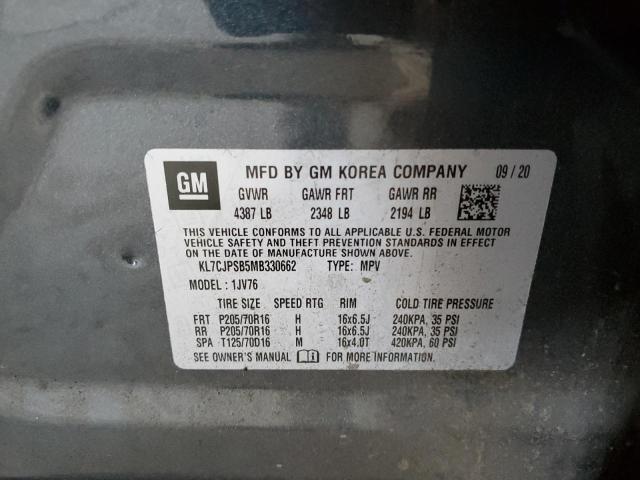 GM MFD BY GM KOREA COMPANY 09 / 20
GVWR GAWR FRT GAWR RR
4387 LB 2348 LB 2194 LB
THIS VEHICLE CONFORMS TO ALL APPLICABLE U.S. FEDERAL MOTOR
VEHICLE SAFETY AND THEFT PREVENTION STANDARDS IN EFFECT
ON THE DATE OF MANUFACTURE SHOWN ABOVE.
KL7CJPSB5MB330662 TYPE: MPV
MODEL : 1JV76
TIRE SIZE SPEED RTG RIM COLD TIRE PRESSURE
FRT P205/70R16 H 16x6.5J 240KPA, 35 PSI
RR P205/70R16 H 16x6.5J 240KPA, 35 PSI
SPA T125/70D16 M 16x4.0T 420KPA, 60 PSI
SEE OWNER'S MANUAL FOR MORE INFORMATION.